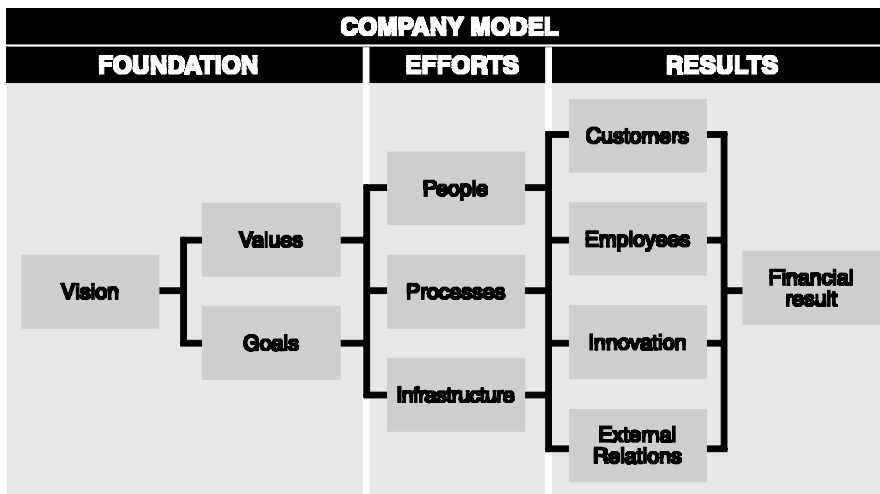 COMPANY MODEL
FOUNDATION
EFFORTS
RESULTS
Vision
Values
Goals
People
Processes
Infrastructure
Customers
Employees
Innovation
External
Relations
Financial
result